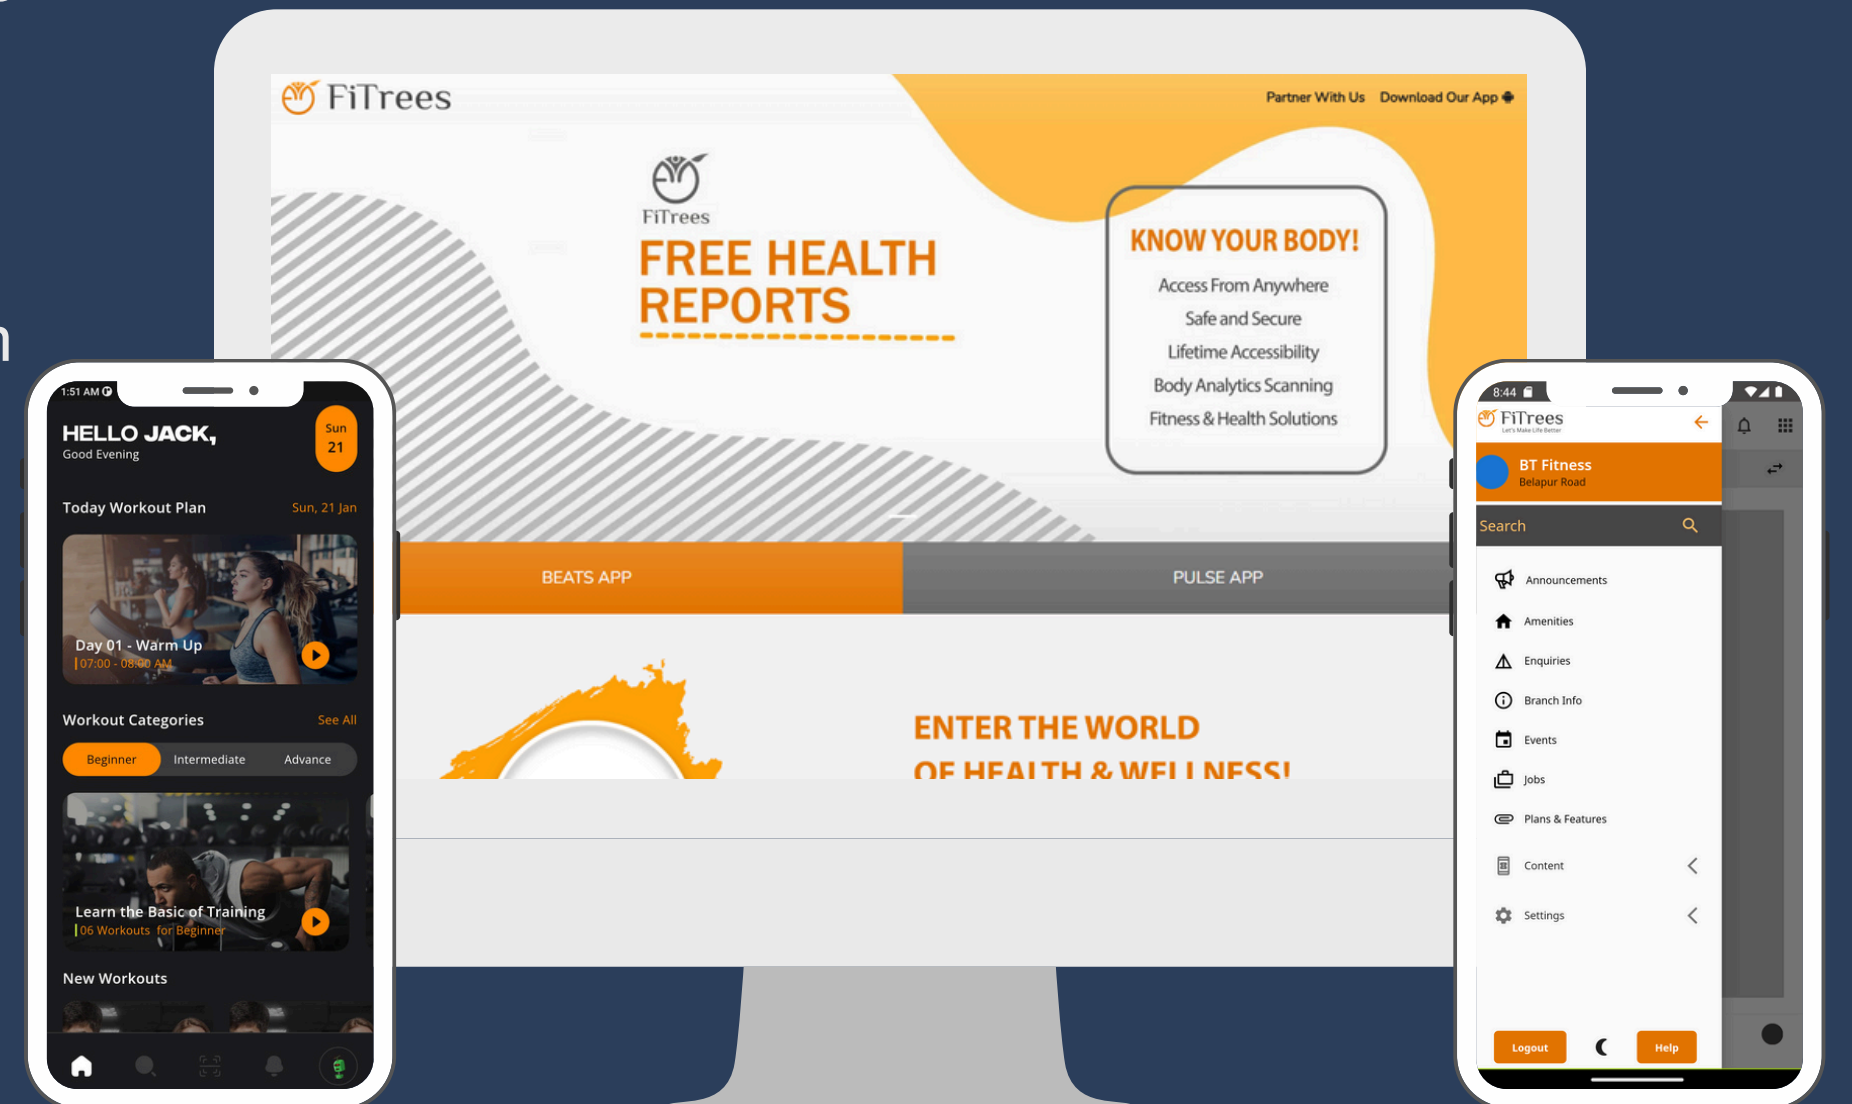 FiTrees
Partner With Us
Download Our App
FiTrees
FREE HEALTH
REPORTS
KNOW YOUR BODY!
Access From Anywhere
Safe and Secure
Lifetime Accessibility
Body Analytics Scanning
Fitness & Health Solutions
BEATS APP
PULSE APP
ENTER THE WORLD
OF HEALTH & WELLNESS!
1:51 AM
HELLO JACK,
Good Evening
Sun
21
Today Workout Plan
Sun, 21 Jan
Day 01 - Warm Up
07:00 - 08:00 AM
Workout Categories
See All
Beginner
Intermediate
Advance
Learn the Basic of Training
06 Workouts for Beginner
New Workouts
8:44
FiTrees
Let's Make Life Better
BT Fitness
Belapur Road
Search
Announcements
Amenities
Enquiries
Branch Info
Events
Jobs
Plans & Features
Content
Settings
Logout
Help